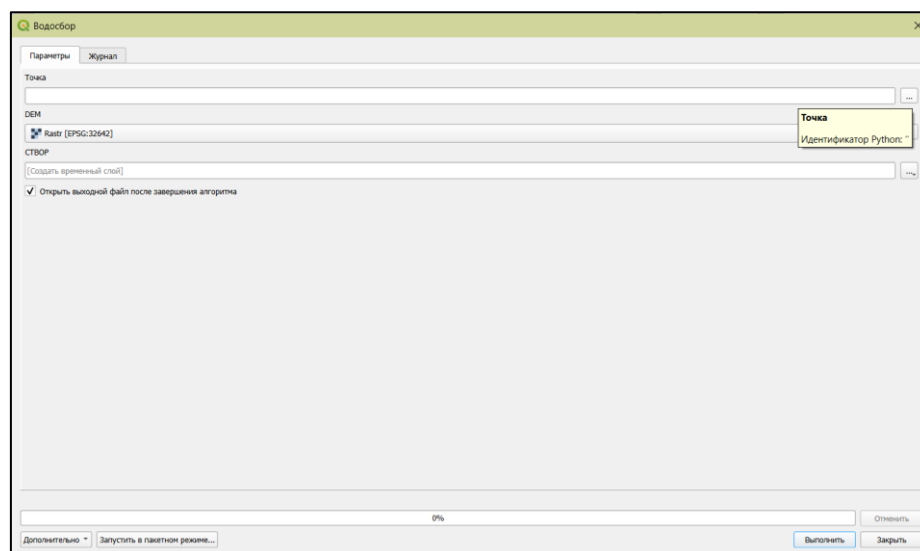 Водосбор
Параметры Журнал
Точка
...
DEM
Rastr [EPSG:32642]
Точка
Идентификатор Python: ''
СТВОР
[Создать временный слой]
...
Открыть выходной файл после завершения алгоритма
0%
Отменить
Дополнительно Запустить в пакетном режиме... Выполнить Закрыть